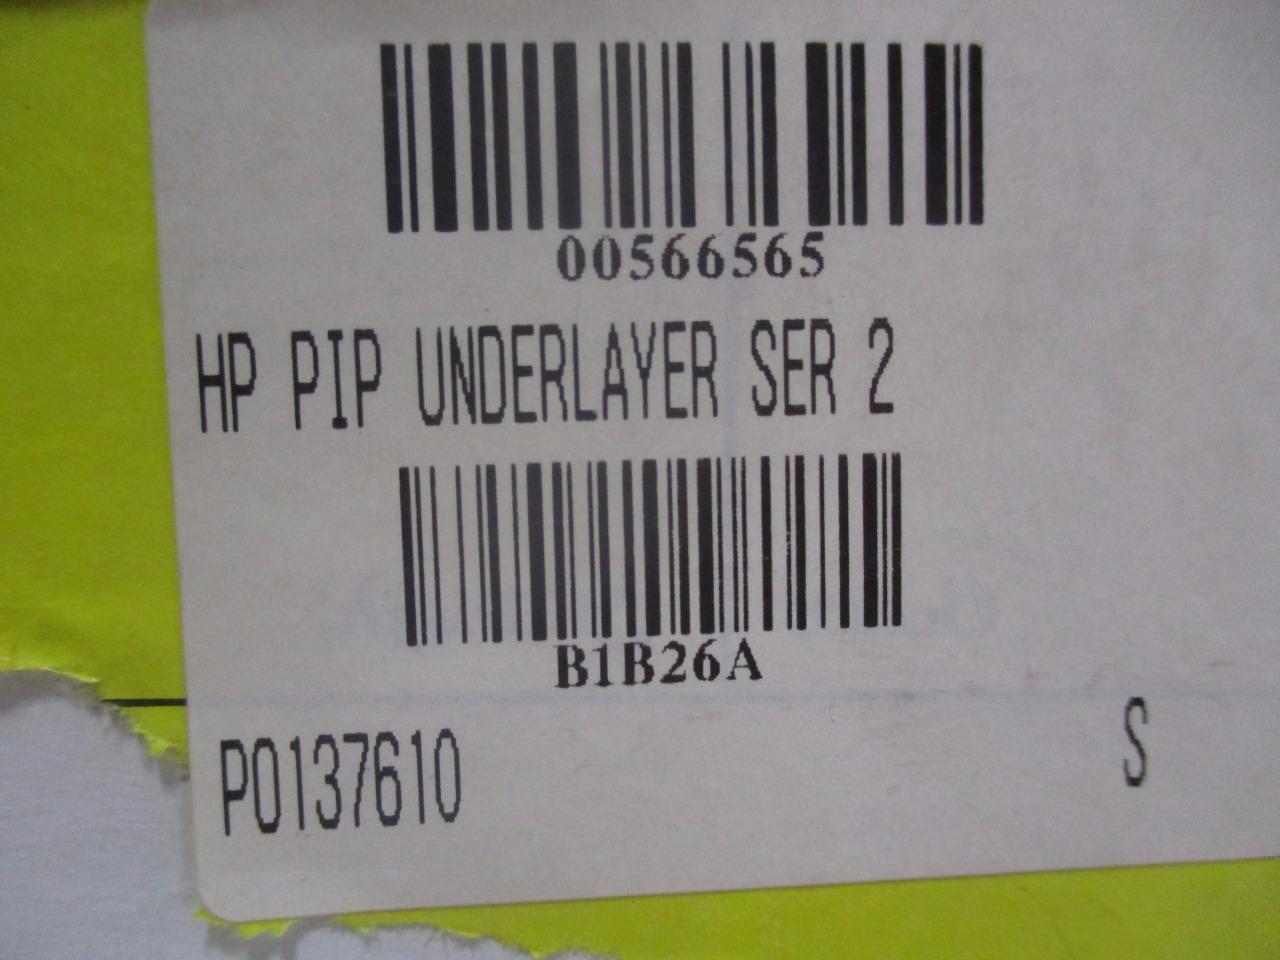 00566565
HP PIP UNDERLAYER SER 2
B1B26A
P0137610
S